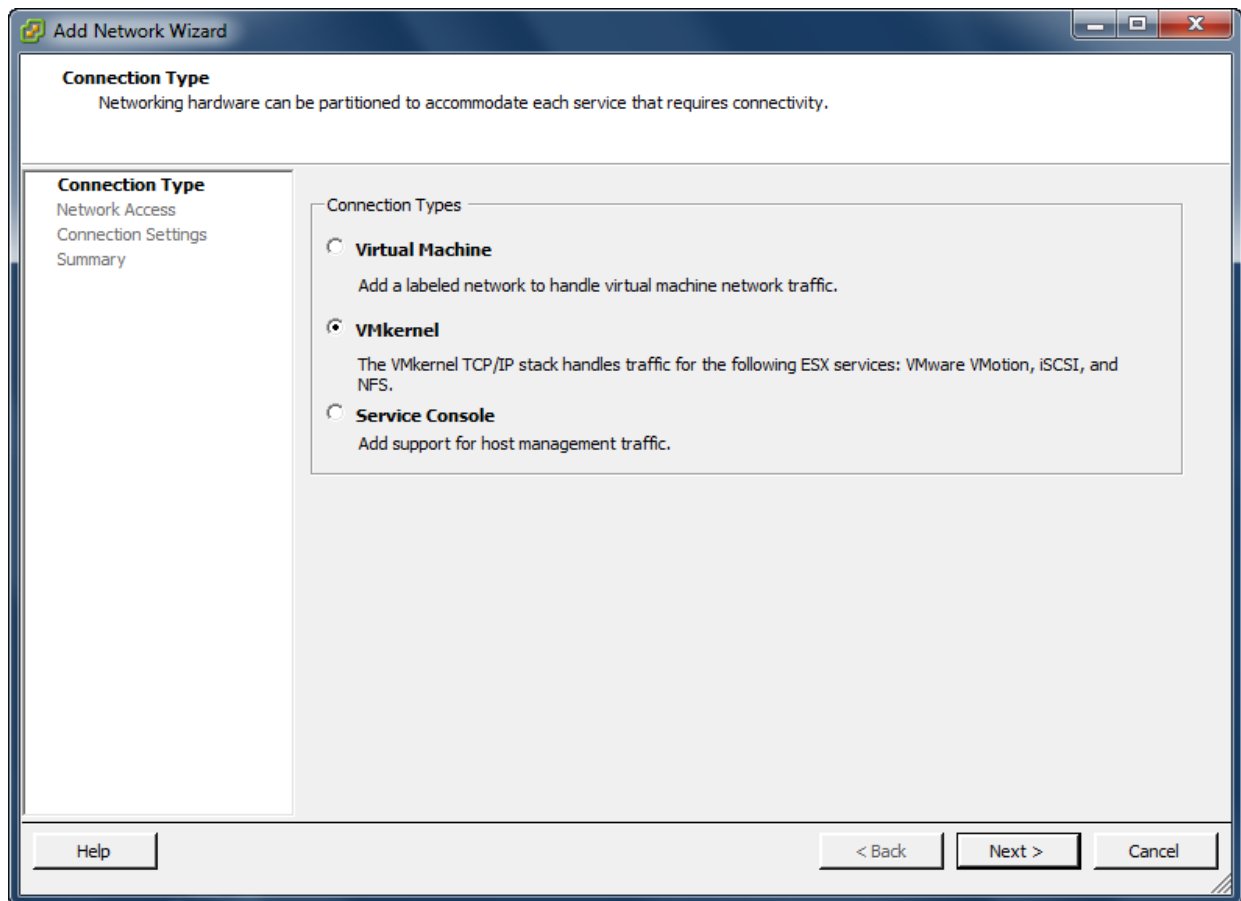 Add Network Wizard
Connection Type
Networking hardware can be partitioned to accommodate each service that requires connectivity.
Connection Type
Network Access
Connection Settings
Summary
Connection Types
Virtual Machine
Add a labeled network to handle virtual machine network traffic.
VMkernel
The VMkernel TCP/IP stack handles traffic for the following ESX services: VMware VMotion, iSCSI, and
NFS.
Service Console
Add support for host management traffic.
Help
< Back
Next >
Cancel